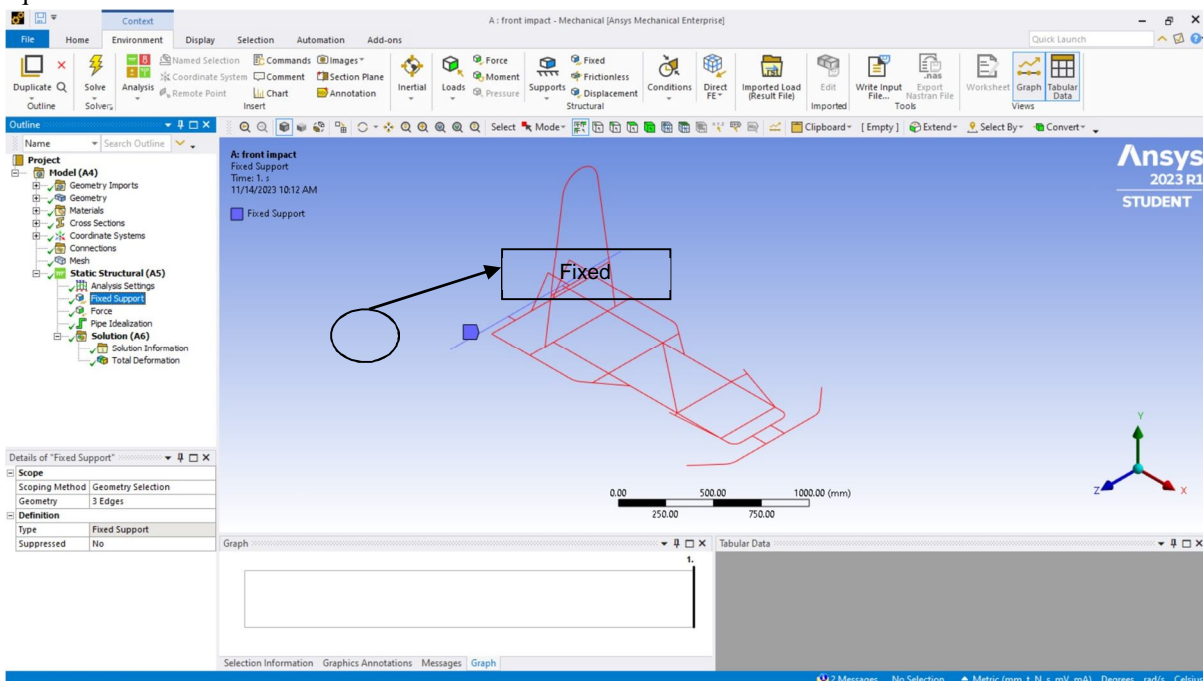 Context
A : front impact - Mechanical [Ansys Mechanical Enterprise]
File Home Environment Display Selection Automation Add-ons
Quick Launch
Duplicate
Outline
Solve
Solvers
Analysis
Named Selection
Coordinate System
Remote Point
Commands
Comment
Chart
Images
Section Plane
Annotation
Insert
Inertial
Loads
Force
Moment
Pressure
Supports
Fixed
Frictionless
Displacement
Structural
Conditions
Direct FE
Imported Load (Result File)
Edit
Imported
Write Input File...
Export Nastran File
.nas
Tools
Worksheet
Graph
Tabular Data
Views
Outline
Select Mode
Clipboard [ Empty ] Extend Select By Convert
Name Search Outline
Project
Model (A4)
Geometry Imports
Geometry
Materials
Cross Sections
Coordinate Systems
Connections
Mesh
Static Structural (A5)
Analysis Settings
Fixed Support
Force
Pipe Idealization
Solution (A6)
Solution Information
Total Deformation
A: front impact
Fixed Support
Time: 1. s
11/14/2023 10:12 AM
Fixed Support
Ansys
2023 R1
STUDENT
Fixed
Y
Z X
0.00 500.00 1000.00 (mm)
250.00 750.00
Details of "Fixed Support"
Scope
Scoping Method Geometry Selection
Geometry 3 Edges
Definition
Type Fixed Support
Suppressed No
Graph
1.
Tabular Data
Selection Information Graphics Annotations Messages Graph
2 Messages No Selection Metric (mm, t, N, s, mV, mA) Degrees rad/s Celsius